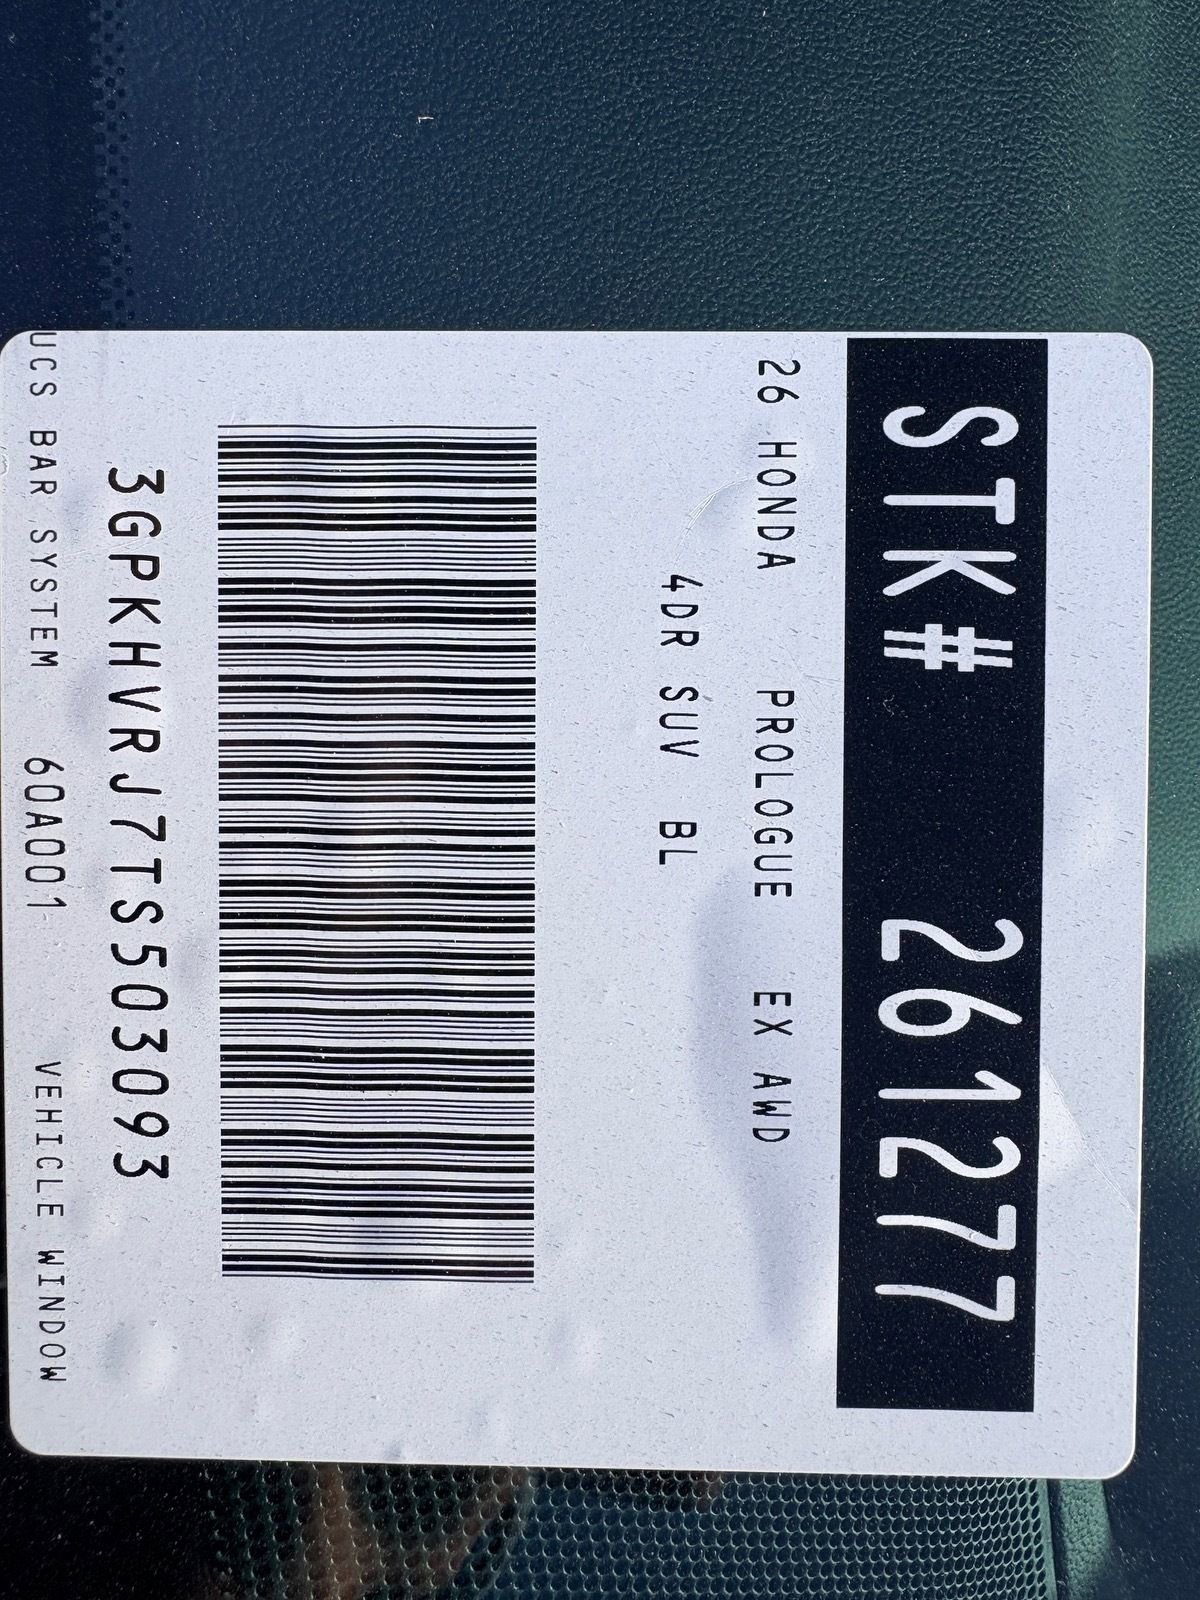 STK# 261277
26 HONDA PROLOGUE EX AWD
4DR SUV BL
3GPKHVRJ7TS503093
UCS BAR SYSTEM 60A001 VEHICLE WINDOW